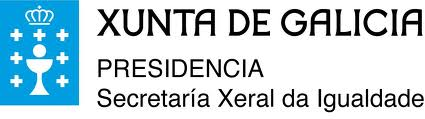 XUNTA DE GALICIA
PRESIDENCIA
Secretaría Xeral da Igualdade